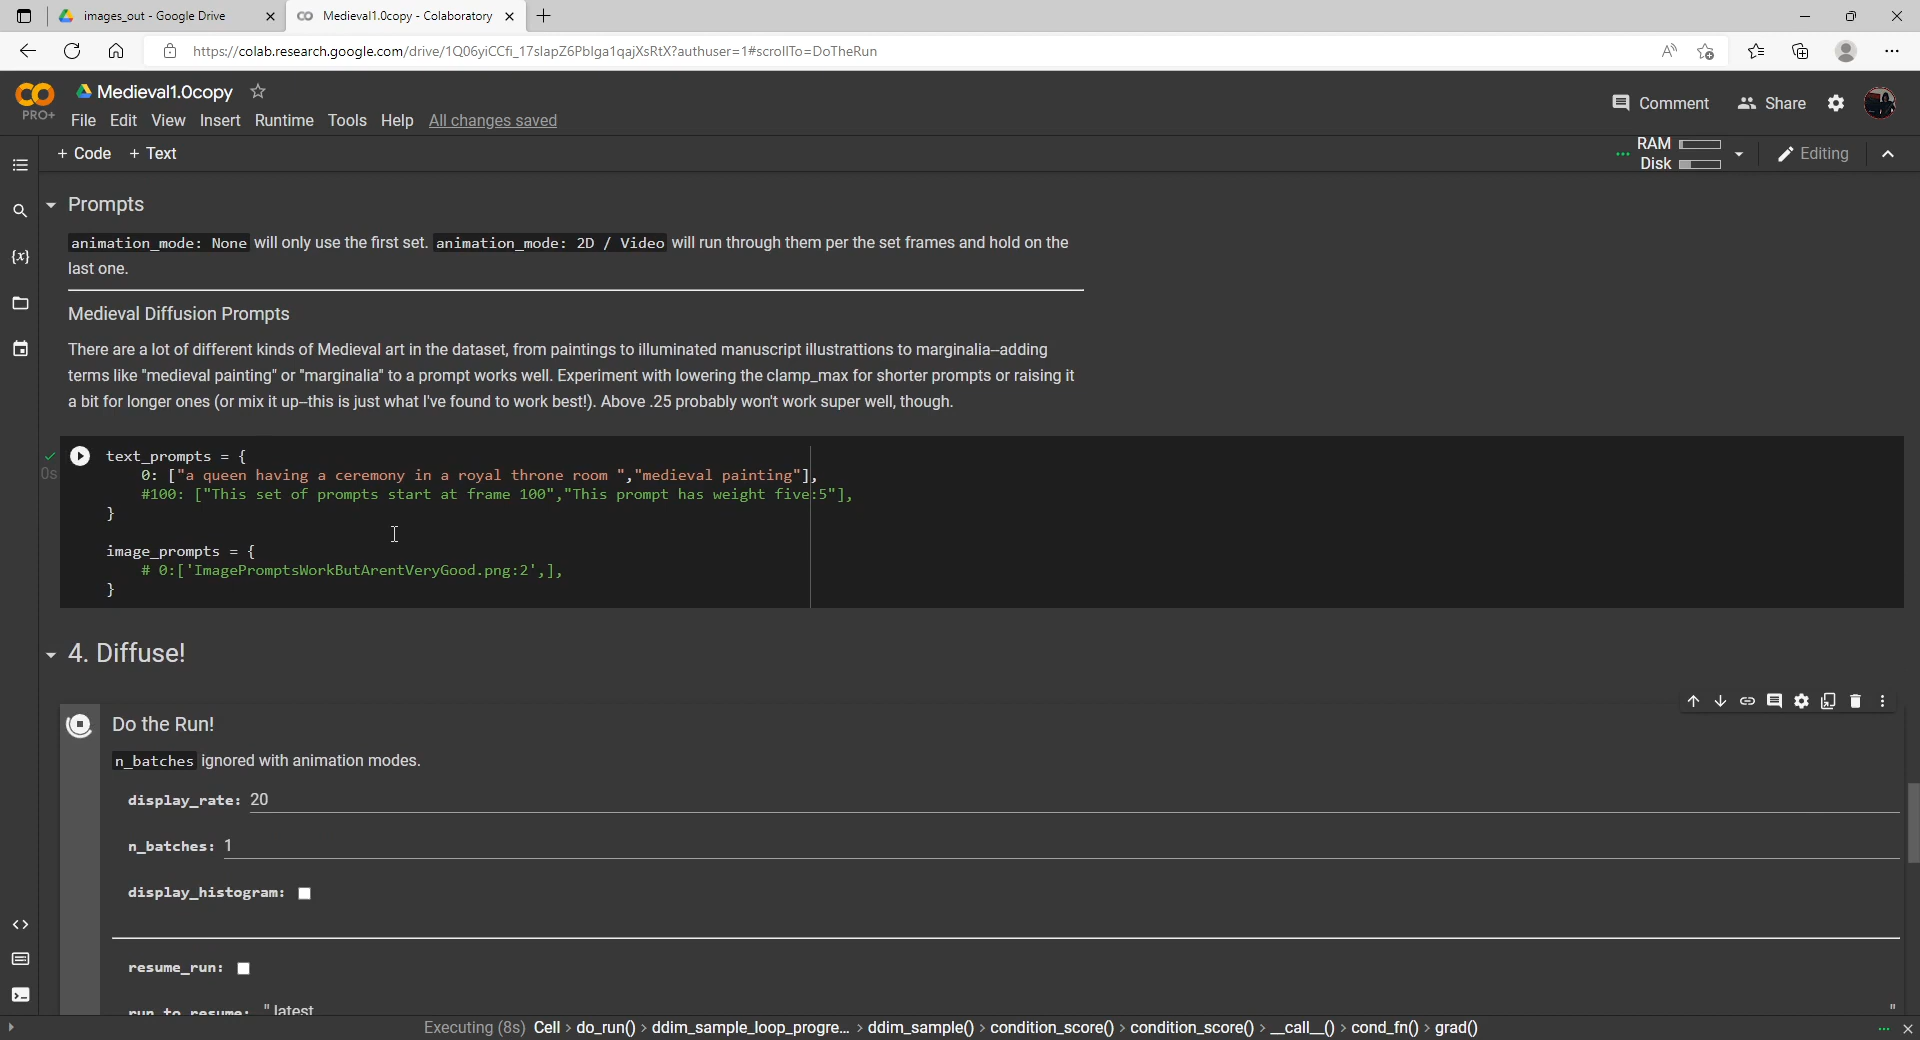 images_out - Google Drive
Medieval1.0copy - Colaboratory
https://colab.research.google.com/drive/1Q06yiCCfi_17slapZ6PbIga1qajXsRtX?authuser=1#scrollTo=DoTheRun
PRO+
Medieval1.0copy
File Edit View Insert Runtime Tools Help All changes saved
Comment Share
+ Code + Text
RAM
Disk
Editing
Prompts
animation_mode: None will only use the first set. animation_mode: 2D / Video will run through them per the set frames and hold on the
last one.
Medieval Diffusion Prompts
There are a lot of different kinds of Medieval art in the dataset, from paintings to illuminated manuscript illustrattions to marginalia--adding
terms like "medieval painting" or "marginalia" to a prompt works well. Experiment with lowering the clamp_max for shorter prompts or raising it
a bit for longer ones (or mix it up--this is just what I've found to work best!). Above .25 probably won't work super well, though.
0s
text_prompts = {
0: ["a queen having a ceremony in a royal throne room ","medieval painting"],
#100: ["This set of prompts start at frame 100","This prompt has weight five:5"],
}
image_prompts = {
# 0:['ImagePromptsWorkButArentVeryGood.png:2',],
}
4. Diffuse!
Do the Run!
n_batches ignored with animation modes.
display_rate: 20
n_batches: 1
display_histogram:
resume_run:
run_to_resume: " latest "
Executing (8s) Cell > do_run() > ddim_sample_loop_progre... > ddim_sample() > condition_score() > condition_score() > __call__() > cond_fn() > grad()